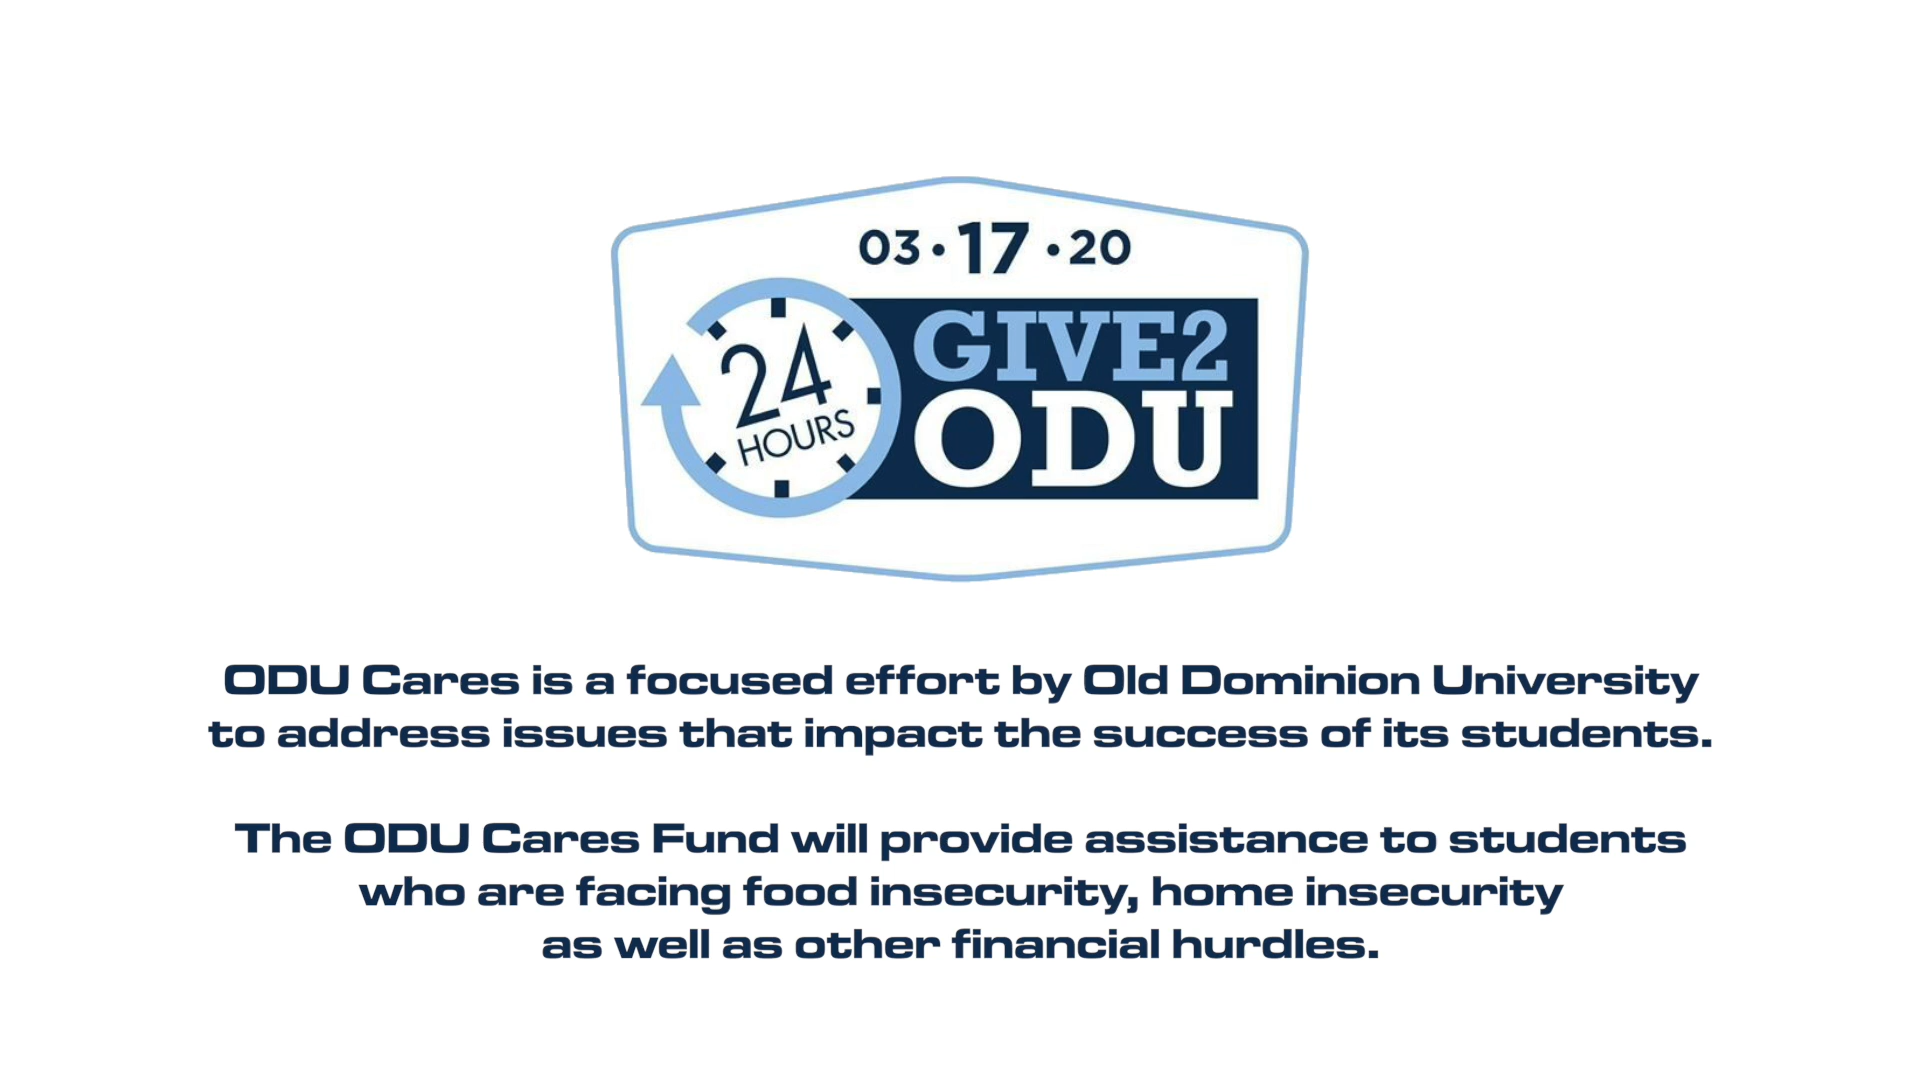 03 • 17 • 20
24
HOURS
GIVE2
ODU
ODU Cares is a focused effort by Old Dominion University
to address issues that impact the success of its students.
The ODU Cares Fund will provide assistance to students
who are facing food insecurity, home insecurity
as well as other financial hurdles.